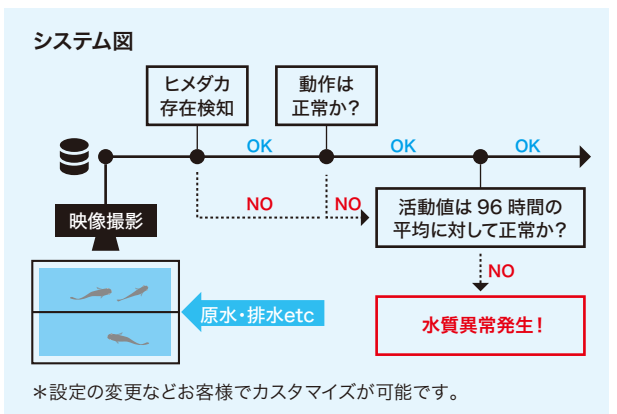 システム図
ヒメダカ
存在検知
動作は
正常か？
OK
OK
OK
NO
NO
映像撮影
活動値は 96 時間の
平均に対して正常か？
NO
原水・排水etc
水質異常発生！
＊設定の変更などお客様でカスタマイズが可能です。